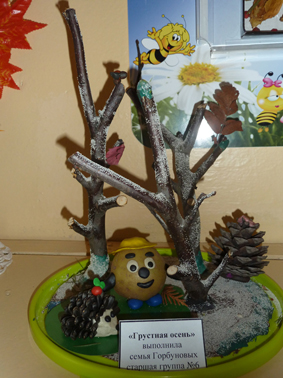 «Грустная осень»
выполнила
семья Горбуновых
старшая группа №6